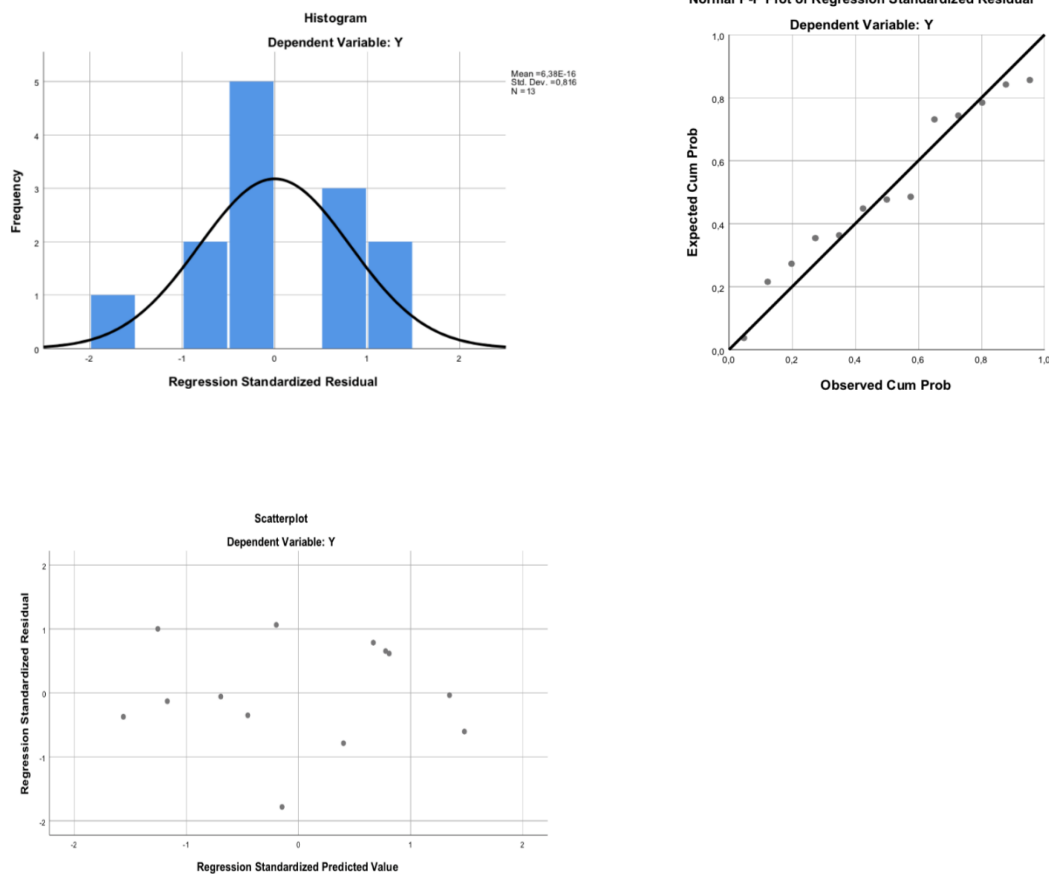 Histogram
Dependent Variable: Y
Mean =6,38E-16
Std. Dev. =0,816
N =13
Frequency
5
4
3
2
1
0
-2
-1
0
1
2
Regression Standardized Residual
Dependent Variable: Y
Expected Cum Prob
1,0
0,8
0,6
0,4
0,2
0,0
0,0
0,2
0,4
0,6
0,8
1,0
Observed Cum Prob
Scatterplot
Dependent Variable: Y
Regression Standardized Residual
2
1
0
-1
-2
-2
-1
0
1
2
Regression Standardized Predicted Value